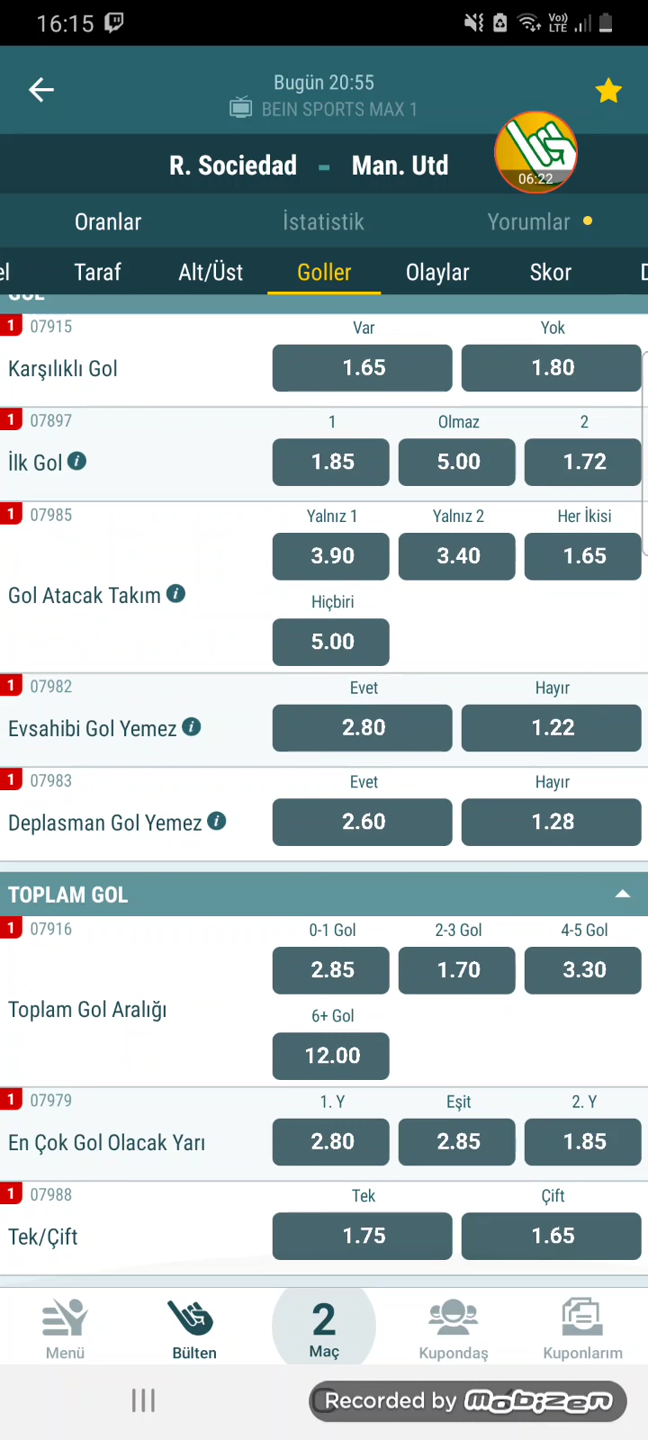 16:15
Vo))
LTE
Bugün 20:55
BEIN SPORTS MAX 1
R. Sociedad - Man. Utd
06:22
Oranlar İstatistik Yorumlar
el Taraf Alt/Üst Goller Olaylar Skor D
GOL
1 07915 Var Yok
Karşılıklı Gol 1.65 1.80
1 07897 1 Olmaz 2
İlk Gol i 1.85 5.00 1.72
1 07985 Yalnız 1 Yalnız 2 Her İkisi
3.90 3.40 1.65
Gol Atacak Takım i
Hiçbiri
5.00
1 07982 Evet Hayır
Evsahibi Gol Yemez i 2.80 1.22
1 07983 Evet Hayır
Deplasman Gol Yemez i 2.60 1.28
TOPLAM GOL
1 07916 0-1 Gol 2-3 Gol 4-5 Gol
2.85 1.70 3.30
Toplam Gol Aralığı
6+ Gol
12.00
1 07979 1. Y Eşit 2. Y
En Çok Gol Olacak Yarı 2.80 2.85 1.85
1 07988 Tek Çift
Tek/Çift 1.75 1.65
Menü Bülten 2 Maç Kupondaş Kuponlarım
Recorded by mobizen